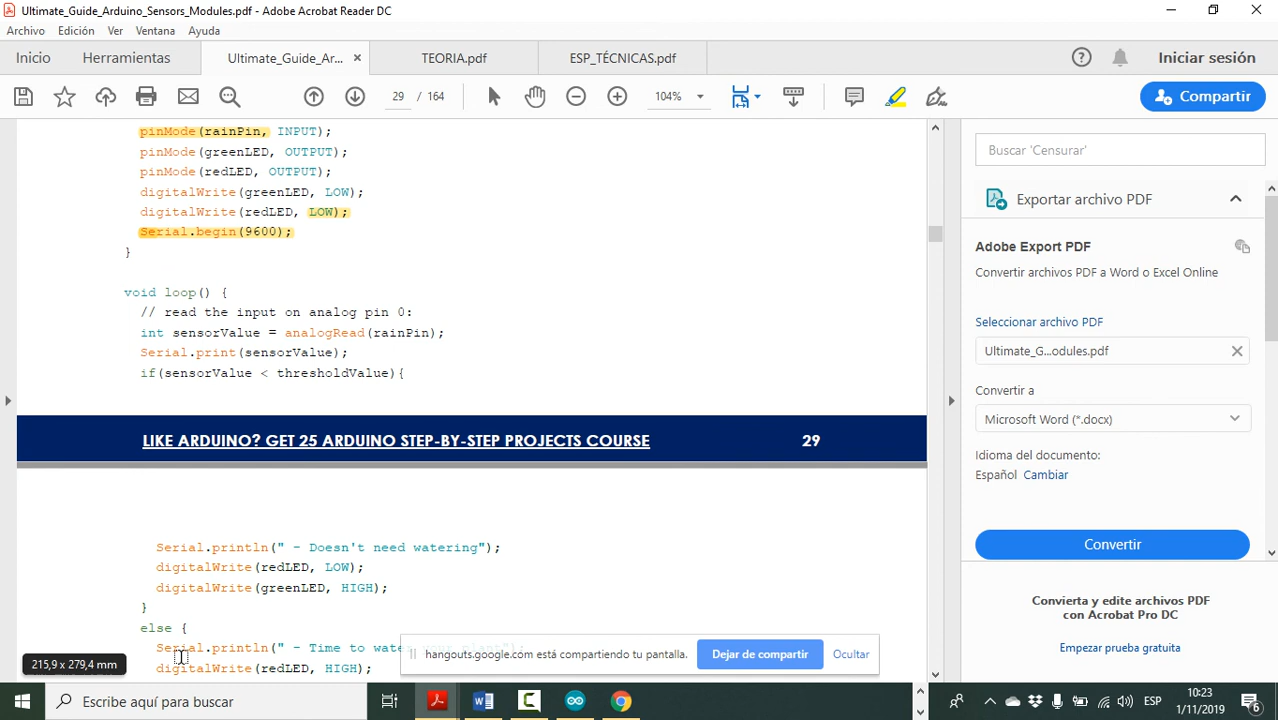 Ultimate_Guide_Arduino_Sensors_Modules.pdf - Adobe Acrobat Reader DC
Archivo Edición Ver Ventana Ayuda
Inicio Herramientas Ultimate_Guide_Ar... TEORIA.pdf ESP_TÉCNICAS.pdf Iniciar sesión
29 / 164 104% Compartir
pinMode(rainPin, INPUT);
pinMode(greenLED, OUTPUT);
pinMode(redLED, OUTPUT);
digitalWrite(greenLED, LOW);
digitalWrite(redLED, LOW);
Serial.begin(9600);
}
void loop() {
// read the input on analog pin 0:
int sensorValue = analogRead(rainPin);
Serial.print(sensorValue);
if(sensorValue < thresholdValue){
LIKE ARDUINO? GET 25 ARDUINO STEP-BY-STEP PROJECTS COURSE 29
Serial.println(" - Doesn't need watering");
digitalWrite(redLED, LOW);
digitalWrite(greenLED, HIGH);
}
else {
Serial.println(" - Time to
digitalWrite(redLED, HIGH);
215,9 x 279,4 mm
hangouts.google.com está compartiendo tu pantalla. Dejar de compartir Ocultar
Buscar 'Censurar'
Exportar archivo PDF
Adobe Export PDF
Convertir archivos PDF a Word o Excel Online
Seleccionar archivo PDF
Ultimate_G...odules.pdf
Convertir a
Microsoft Word (*.docx)
Idioma del documento:
Español Cambiar
Convertir
Convierta y edite archivos PDF
con Acrobat Pro DC
Empezar prueba gratuita
Escribe aquí para buscar
ESP
10:23
1/11/2019
6